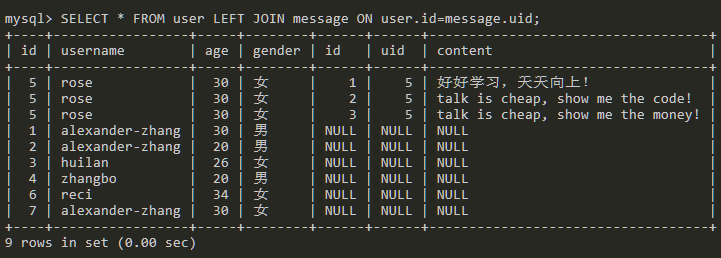 mysql> SELECT * FROM user LEFT JOIN message ON user.id=message.uid;
+----+-----------------+-----+--------+------+------+-------------------------------+
| id | username | age | gender | id | uid | content |
+----+-----------------+-----+--------+------+------+-------------------------------+
| 5 | rose | 30 | 女 | 1 | 5 | 好好学习，天天向上! |
| 5 | rose | 30 | 女 | 2 | 5 | talk is cheap, show me the code! |
| 5 | rose | 30 | 女 | 3 | 5 | talk is cheap, show me the money! |
| 1 | alexander-zhang | 30 | 男 | NULL | NULL | NULL |
| 2 | alexander-zhang | 20 | 男 | NULL | NULL | NULL |
| 3 | huilan | 26 | 女 | NULL | NULL | NULL |
| 4 | zhangbo | 20 | 男 | NULL | NULL | NULL |
| 6 | reci | 34 | 女 | NULL | NULL | NULL |
| 7 | alexander-zhang | 30 | 女 | NULL | NULL | NULL |
+----+-----------------+-----+--------+------+------+-------------------------------+
9 rows in set (0.00 sec)